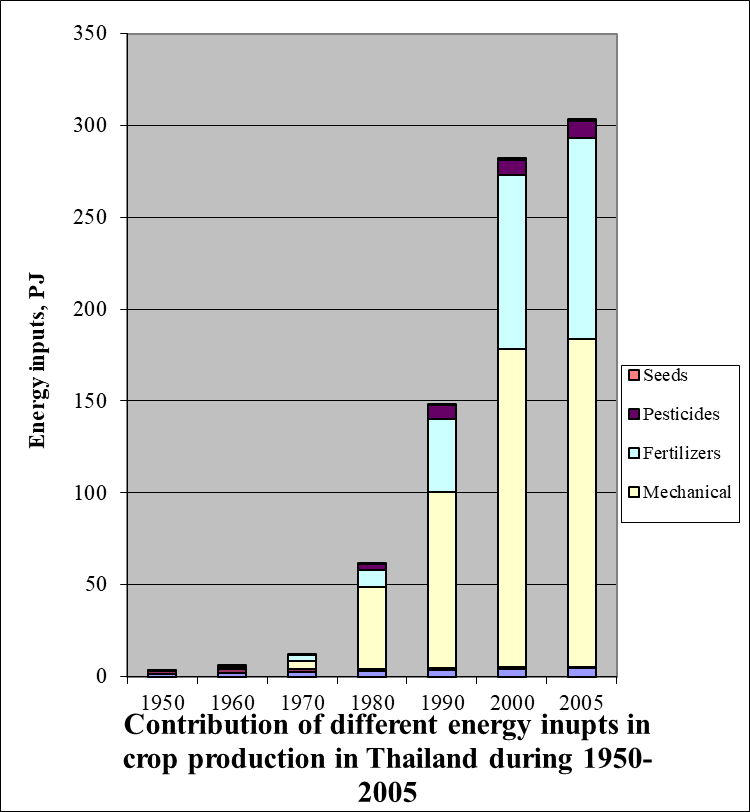 350
300
250
200
150
100
50
0
Energy inputs, PJ
1950 1960 1970 1980 1990 2000 2005
Seeds
Pesticides
Fertilizers
Mechanical
Contribution of different energy inupts in
crop production in Thailand during 1950-
2005